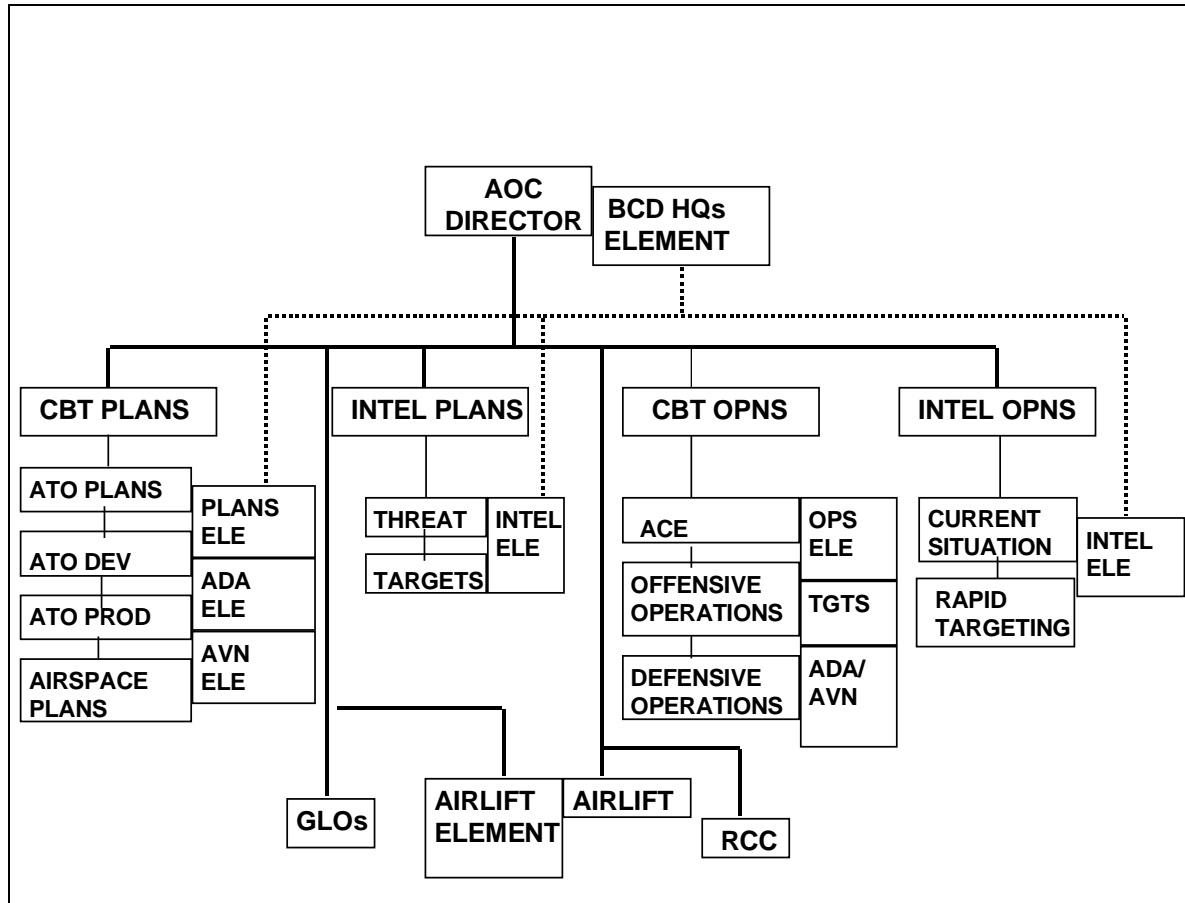 AOC
DIRECTOR
BCD HQs
ELEMENT
CBT PLANS
INTEL PLANS
CBT OPNS
INTEL OPNS
ATO PLANS
ATO DEV
ATO PROD
AIRSPACE
PLANS
PLANS
ELE
ADA
ELE
AVN
ELE
THREAT
TARGETS
INTEL
ELE
ACE
OFFENSIVE
OPERATIONS
DEFENSIVE
OPERATIONS
OPS
ELE
TGTS
ADA/
AVN
CURRENT
SITUATION
RAPID
TARGETING
INTEL
ELE
GLOs
AIRLIFT
ELEMENT
AIRLIFT
RCC